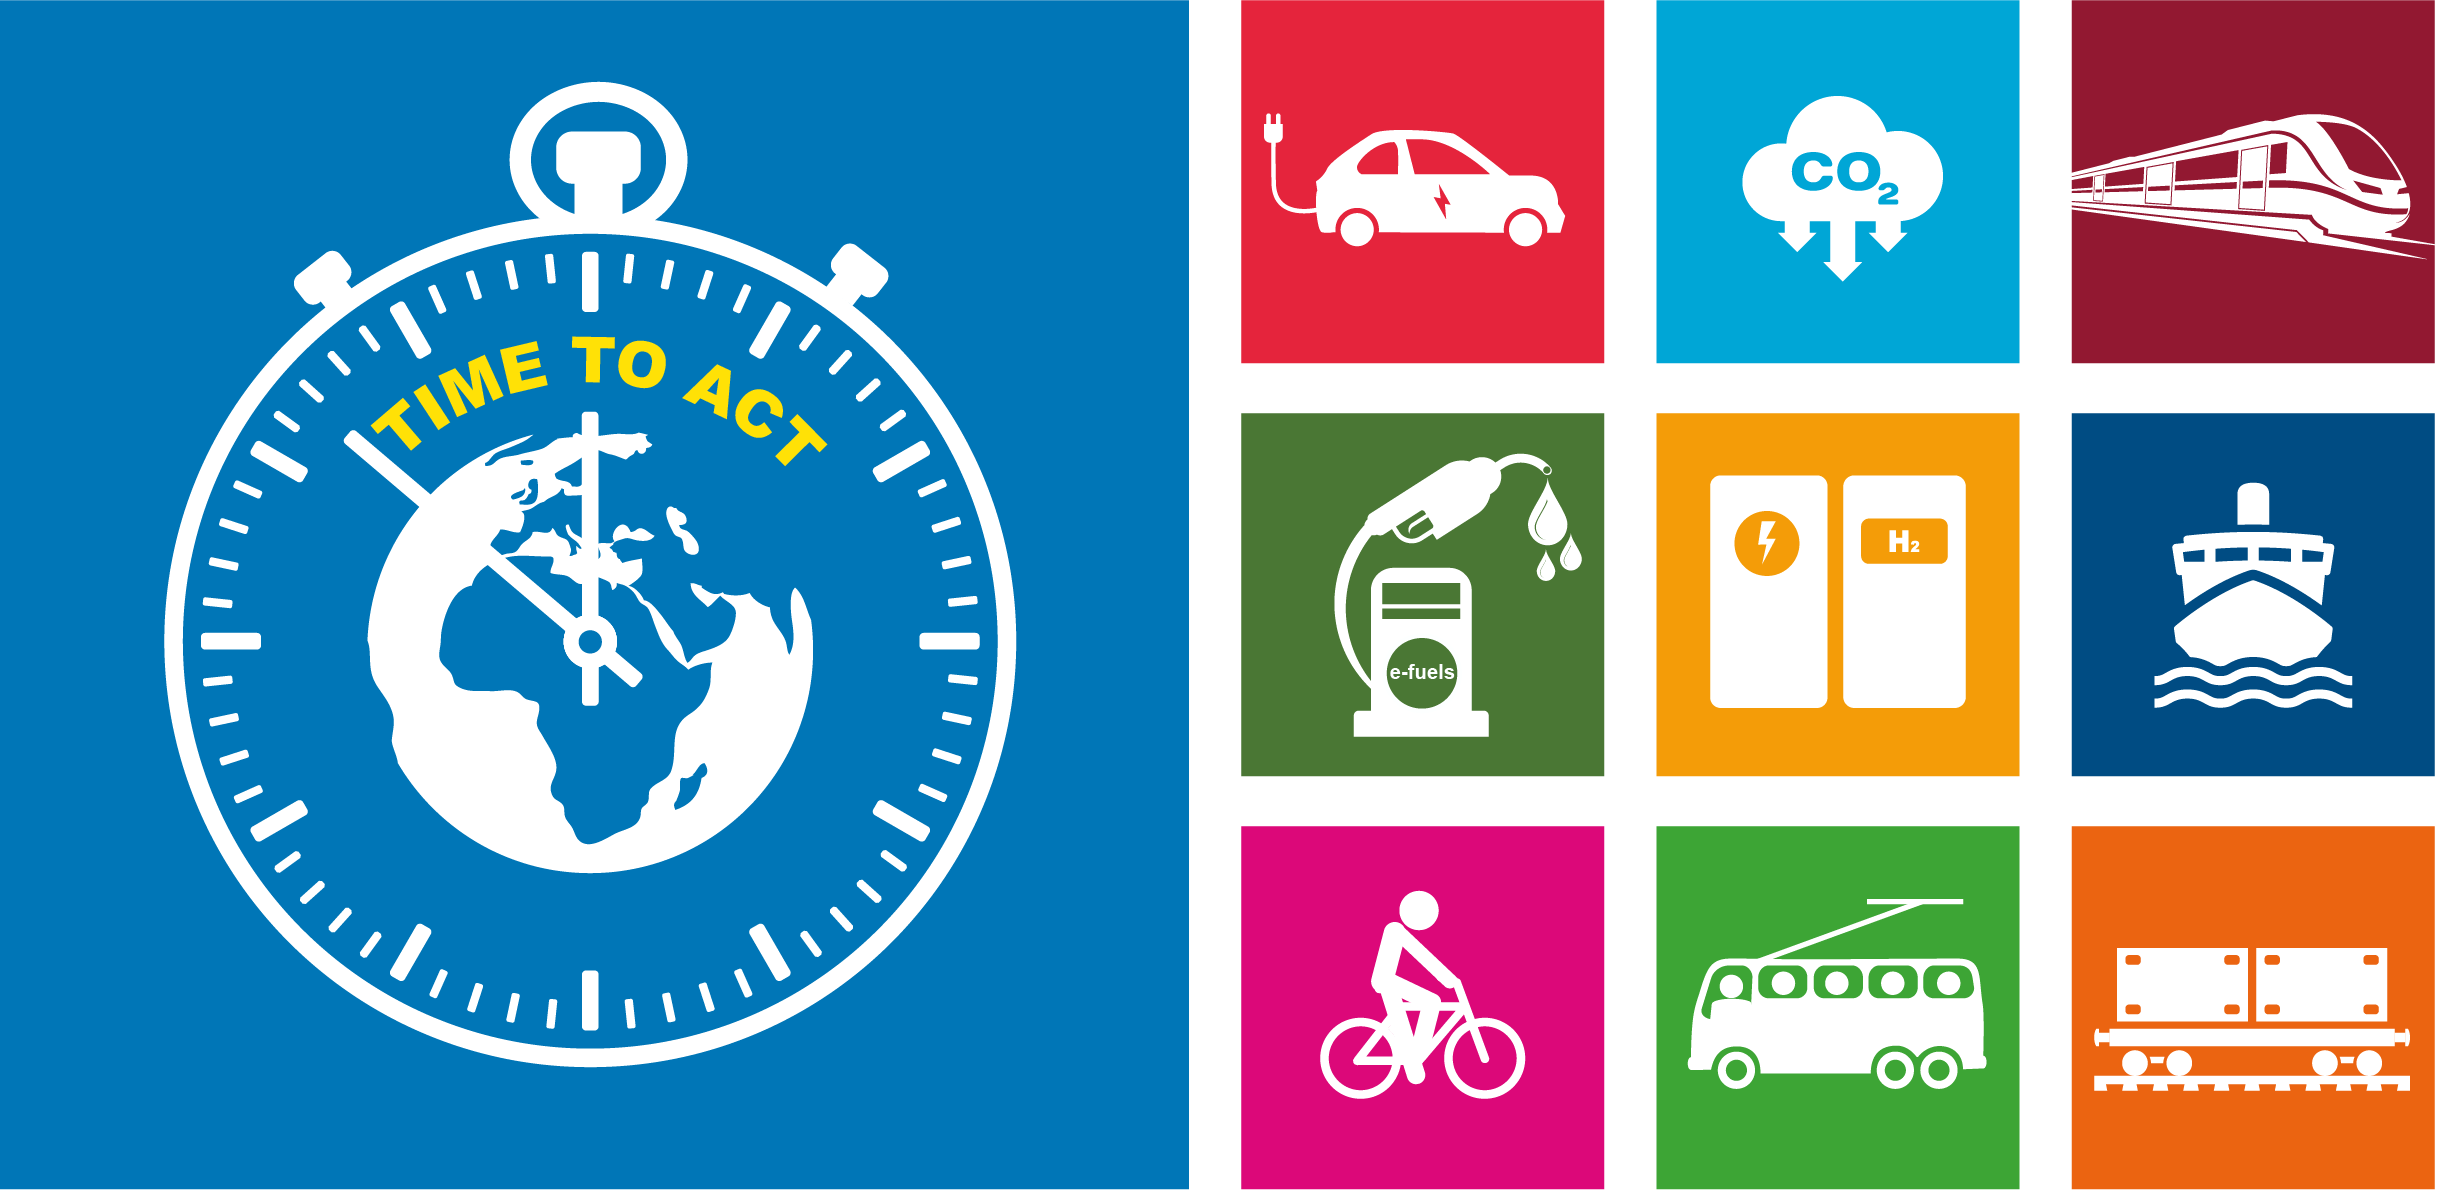 TIME TO ACT
CO₂
e-fuels
H₂